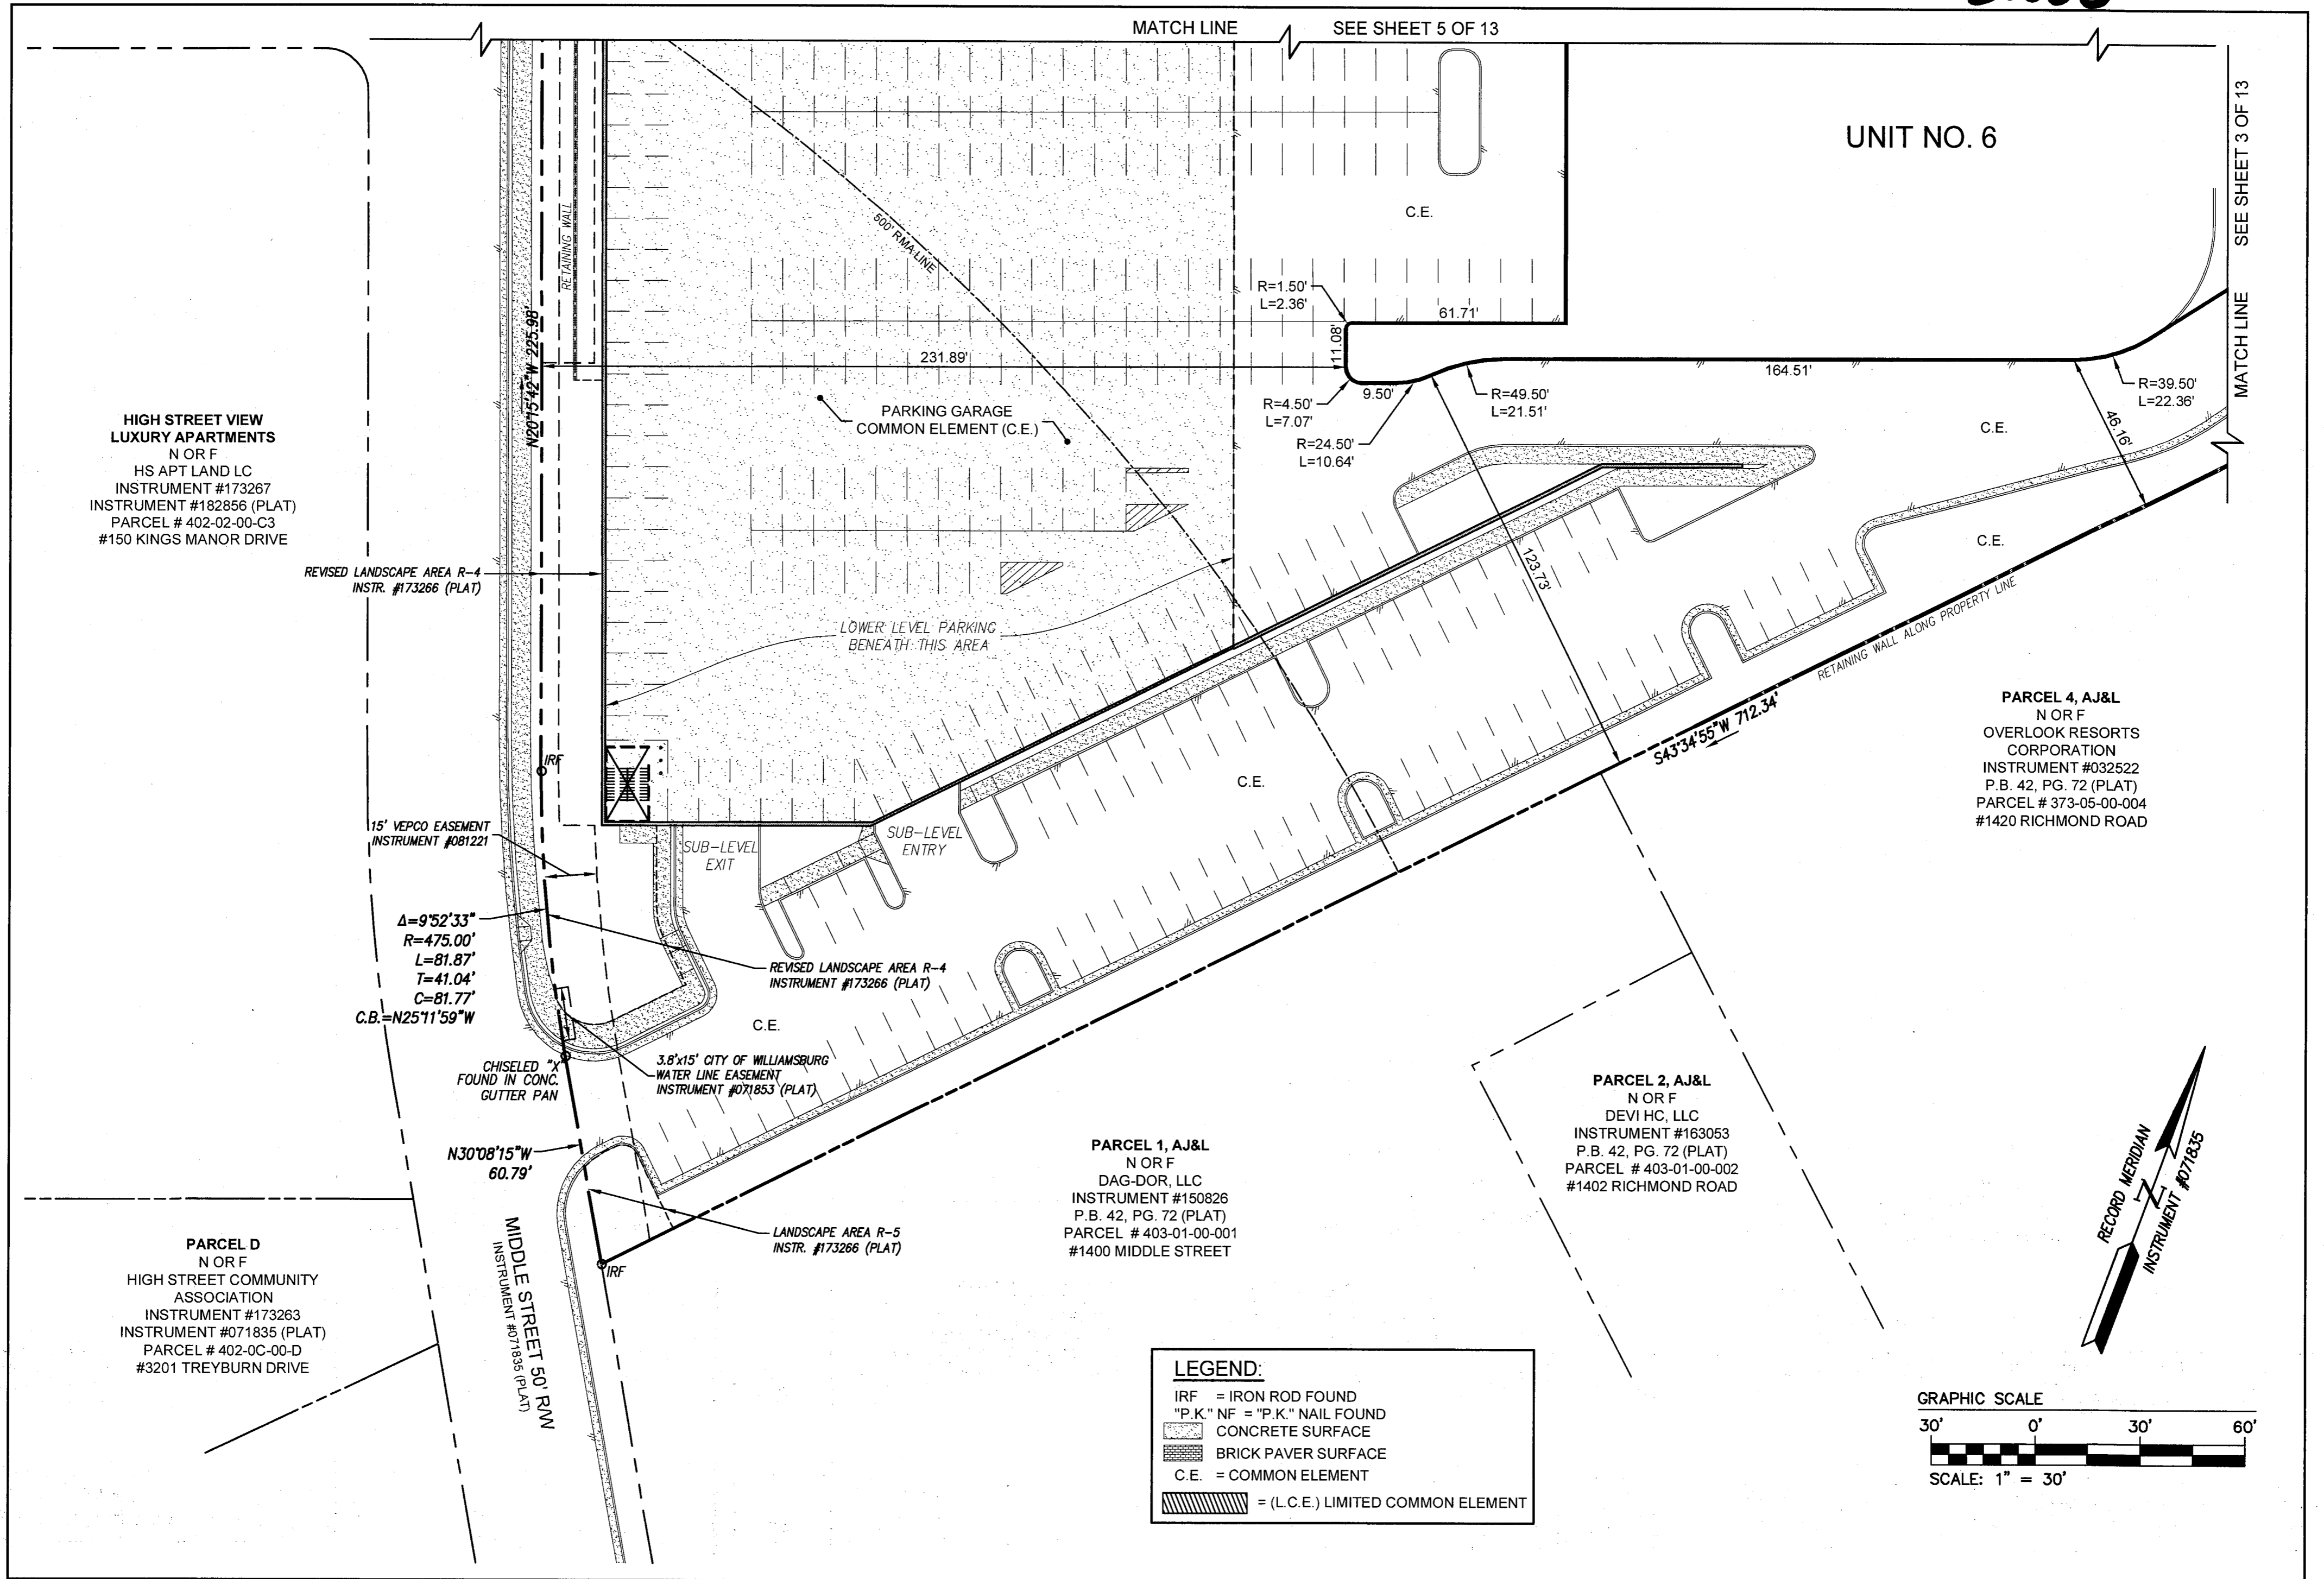 MATCH LINE SEE SHEET 5 OF 13
SEE SHEET 3 OF 13
MATCH LINE
UNIT NO. 6
C.E.
RETAINING WALL
500' RMA LINE
N20°15'42"W 225.98'
R=1.50'
L=2.36'
61.71'
11.08'
231.89'
R=4.50'
L=7.07'
9.50'
R=24.50'
L=10.64'
R=49.50'
L=21.51'
164.51'
R=39.50'
L=22.36'
46.16'
C.E.
C.E.
PARKING GARAGE
COMMON ELEMENT (C.E.)
HIGH STREET VIEW
LUXURY APARTMENTS
N OR F
HS APT LAND LC
INSTRUMENT #173267
INSTRUMENT #182856 (PLAT)
PARCEL # 402-02-00-C3
#150 KINGS MANOR DRIVE
REVISED LANDSCAPE AREA R-4
INSTR. #173266 (PLAT)
LOWER LEVEL PARKING
BENEATH THIS AREA
123.73'
RETAINING WALL ALONG PROPERTY LINE
S43°34'55"W 712.34'
PARCEL 4, AJ&L
N OR F
OVERLOOK RESORTS
CORPORATION
INSTRUMENT #032522
P.B. 42, PG. 72 (PLAT)
PARCEL # 373-05-00-004
#1420 RICHMOND ROAD
IRF
C.E.
15' VEPCO EASEMENT
INSTRUMENT #081221
SUB-LEVEL
EXIT
SUB-LEVEL
ENTRY
Δ=9°52'33"
R=475.00'
L=81.87'
T=41.04'
C=81.77'
C.B.=N25°11'59"W
REVISED LANDSCAPE AREA R-4
INSTRUMENT #173266 (PLAT)
C.E.
CHISELED "X"
FOUND IN CONC.
GUTTER PAN
3.8'x15' CITY OF WILLIAMSBURG
WATER LINE EASEMENT
INSTRUMENT #071853 (PLAT)
N30°08'15"W
60.79'
LANDSCAPE AREA R-5
INSTR. #173266 (PLAT)
IRF
PARCEL 1, AJ&L
N OR F
DAG-DOR, LLC
INSTRUMENT #150826
P.B. 42, PG. 72 (PLAT)
PARCEL # 403-01-00-001
#1400 MIDDLE STREET
PARCEL 2, AJ&L
N OR F
DEVI HC, LLC
INSTRUMENT #163053
P.B. 42, PG. 72 (PLAT)
PARCEL # 403-01-00-002
#1402 RICHMOND ROAD
PARCEL D
N OR F
HIGH STREET COMMUNITY
ASSOCIATION
INSTRUMENT #173263
INSTRUMENT #071835 (PLAT)
PARCEL # 402-0C-00-D
#3201 TREYBURN DRIVE
MIDDLE STREET 50' R/W
INSTRUMENT #071835 (PLAT)
RECORD MERIDIAN
N
INSTRUMENT #071835
LEGEND:
IRF = IRON ROD FOUND
"P.K." NF = "P.K." NAIL FOUND
CONCRETE SURFACE
BRICK PAVER SURFACE
C.E. = COMMON ELEMENT
= (L.C.E.) LIMITED COMMON ELEMENT
GRAPHIC SCALE
30' 0' 30' 60'
SCALE: 1" = 30'